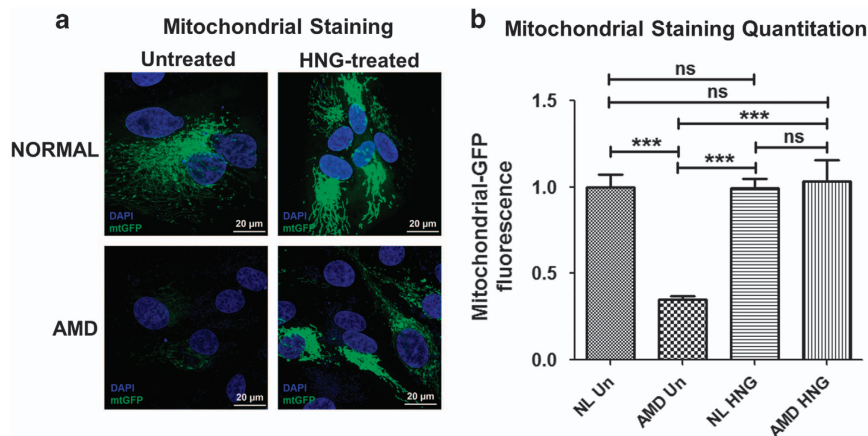 a
Mitochondrial Staining
Untreated
HNG-treated
NORMAL
DAPI
mtGFP
20 µm
DAPI
mtGFP
20 µm
AMD
DAPI
mtGFP
20 µm
DAPI
mtGFP
20 µm
b
Mitochondrial Staining Quantitation
ns
ns
***
ns
***
***
Mitochondrial-GFP
fluorescence
1.5
1.0
0.5
0.0
NL Un
AMD Un
NL HNG
AMD HNG